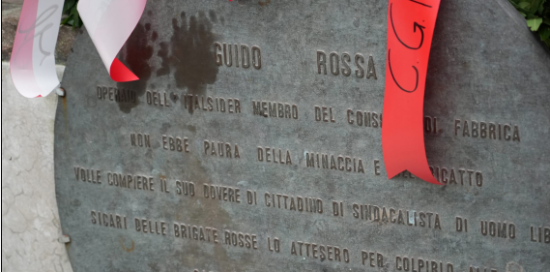 GUIDO ROSSA
OPERAIO DELL'ITALSIDER MEMBRO DEL DI FABBRICA
NON EBBE PAURA DELLA MINACCIA E
VOLLE COMPIERE IL SUO DOVERE DI CITTADINO DI SINDACALISTA DI UOMO LIB
SICARI DELLE BRIGATE ROSSE LO ATTESERO PER COLPIRLO
C.G.I